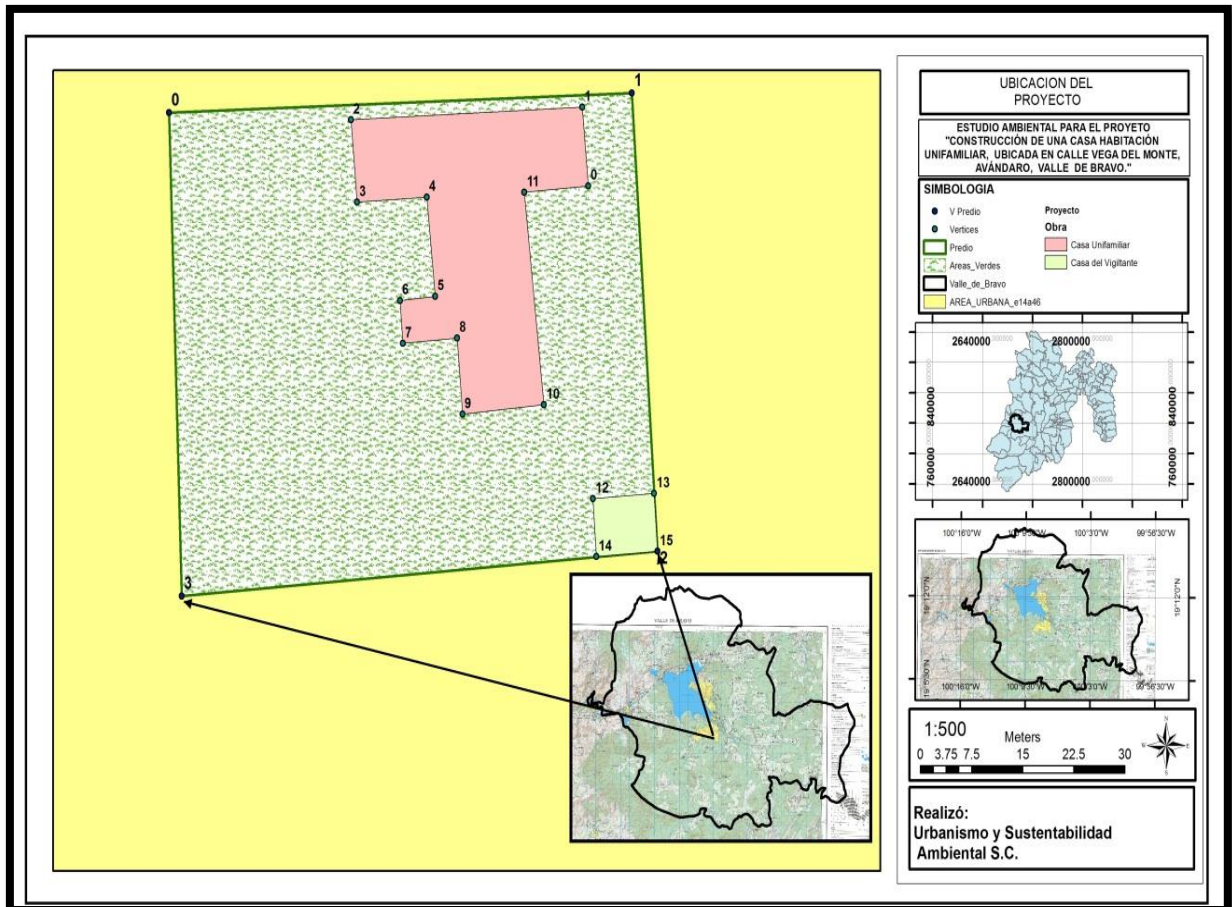 0
1
2
1
3
4
11
0
5
6
7
8
9
10
12
13
14
15
2
3
UBICACION DEL
PROYECTO
ESTUDIO AMBIENTAL PARA EL PROYETO
"CONSTRUCCIÓN DE UNA CASA HABITACIÓN
UNIFAMILIAR, UBICADA EN CALLE VEGA DEL MONTE,
AVÁNDARO, VALLE DE BRAVO."
SIMBOLOGIA
V Predio
Vertices
Predio
Areas_Verdes
Valle_de_Bravo
AREA_URBANA_e14a46
Proyecto
Obra
Casa Unifamiliar
Casa del Vigiltante
2640000 2800000
840000 840000
760000 760000
2640000 2800000
100°16'0"W 100°3'0"W 99°56'30"W
19°12'0"N 19°12'0"N
100°16'0"W 100°9'30"W 100°3'0"W 99°56'30"W
1:500 Meters
0 3.75 7.5 15 22.5 30
N
W E
S
Realizó:
Urbanismo y Sustentabilidad
Ambiental S.C.